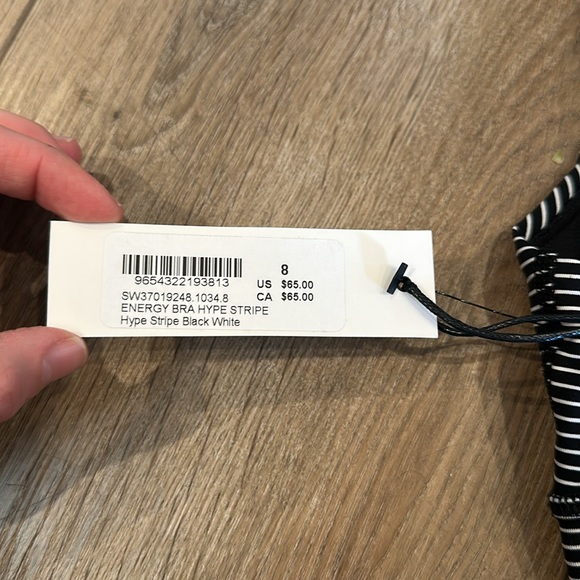 8
9654322193813
US $65.00
SW37019248.1034.8
CA $65.00
ENERGY BRA HYPE STRIPE
Hype Stripe Black White